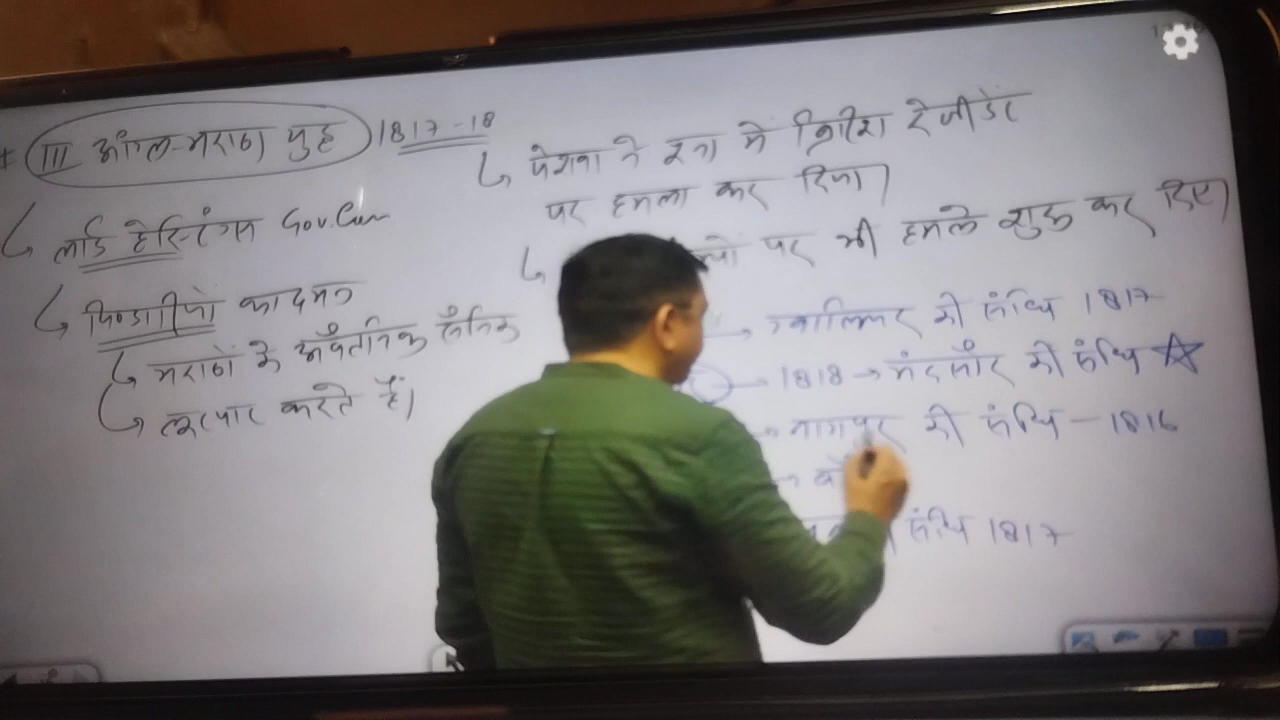 III आंग्ल-मराठा युद्ध 1817-18
लार्ड हेस्टिंग्स Gov. Gen
पिण्डारियों का दमन
मराठों के अवैतनिक सैनिक
लूटपाट करते हैं।
पेशवा ने पूना में ब्रिटिश रेजीडेंट
पर हमला कर दिया।
पर भी हमले शुरू कर दिए।
ग्वालियर की संधि 1817
1818 → मंदसौर की संधि ☆
नागपुर की संधि - 1816
संधि 1817